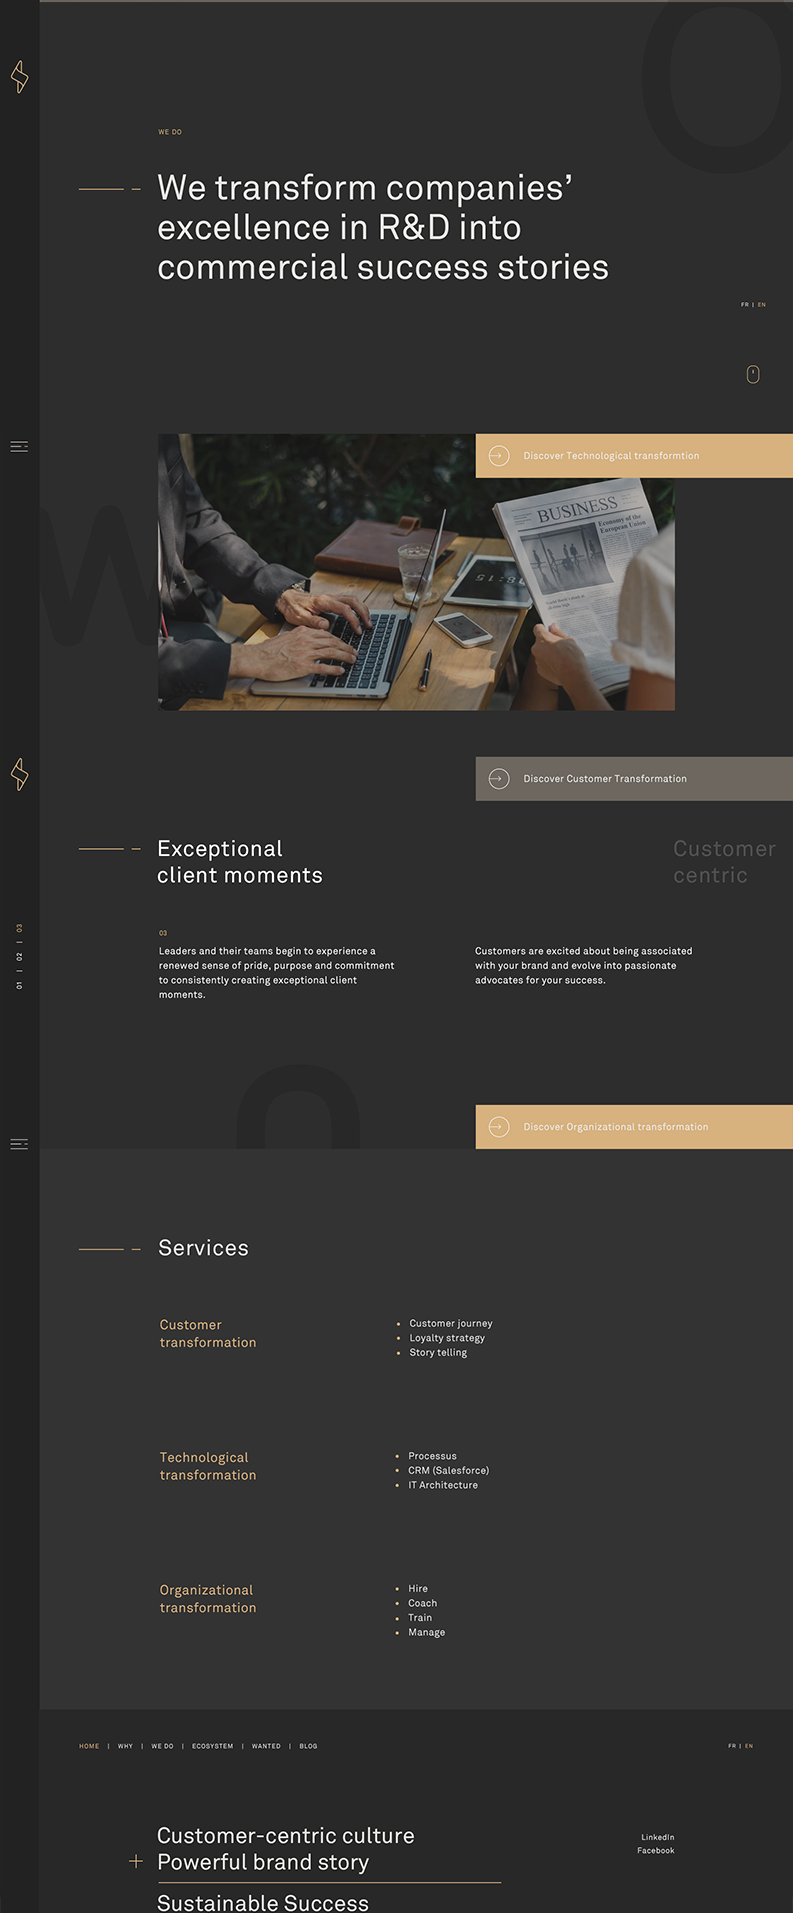 WE DO
We transform companies’
excellence in R&D into
commercial success stories
FR | EN
Discover Technological transformtion
BUSINESS
Economy of the
European Union
W
Discover Customer Transformation
Exceptional
client moments
Customer
centric
01 | 02 | 03
03
Leaders and their teams begin to experience a
renewed sense of pride, purpose and commitment
to consistently creating exceptional client
moments.
Customers are excited about being associated
with your brand and evolve into passionate
advocates for your success.
Discover Organizational transformation
Services
Customer
transformation
• Customer journey
• Loyalty strategy
• Story telling
Technological
transformation
• Processus
• CRM (Salesforce)
• IT Architecture
Organizational
transformation
• Hire
• Coach
• Train
• Manage
HOME | WHY | WE DO | ECOSYSTEM | WANTED | BLOG
FR | EN
Customer-centric culture
Powerful brand story
Sustainable Success
LinkedIn
Facebook